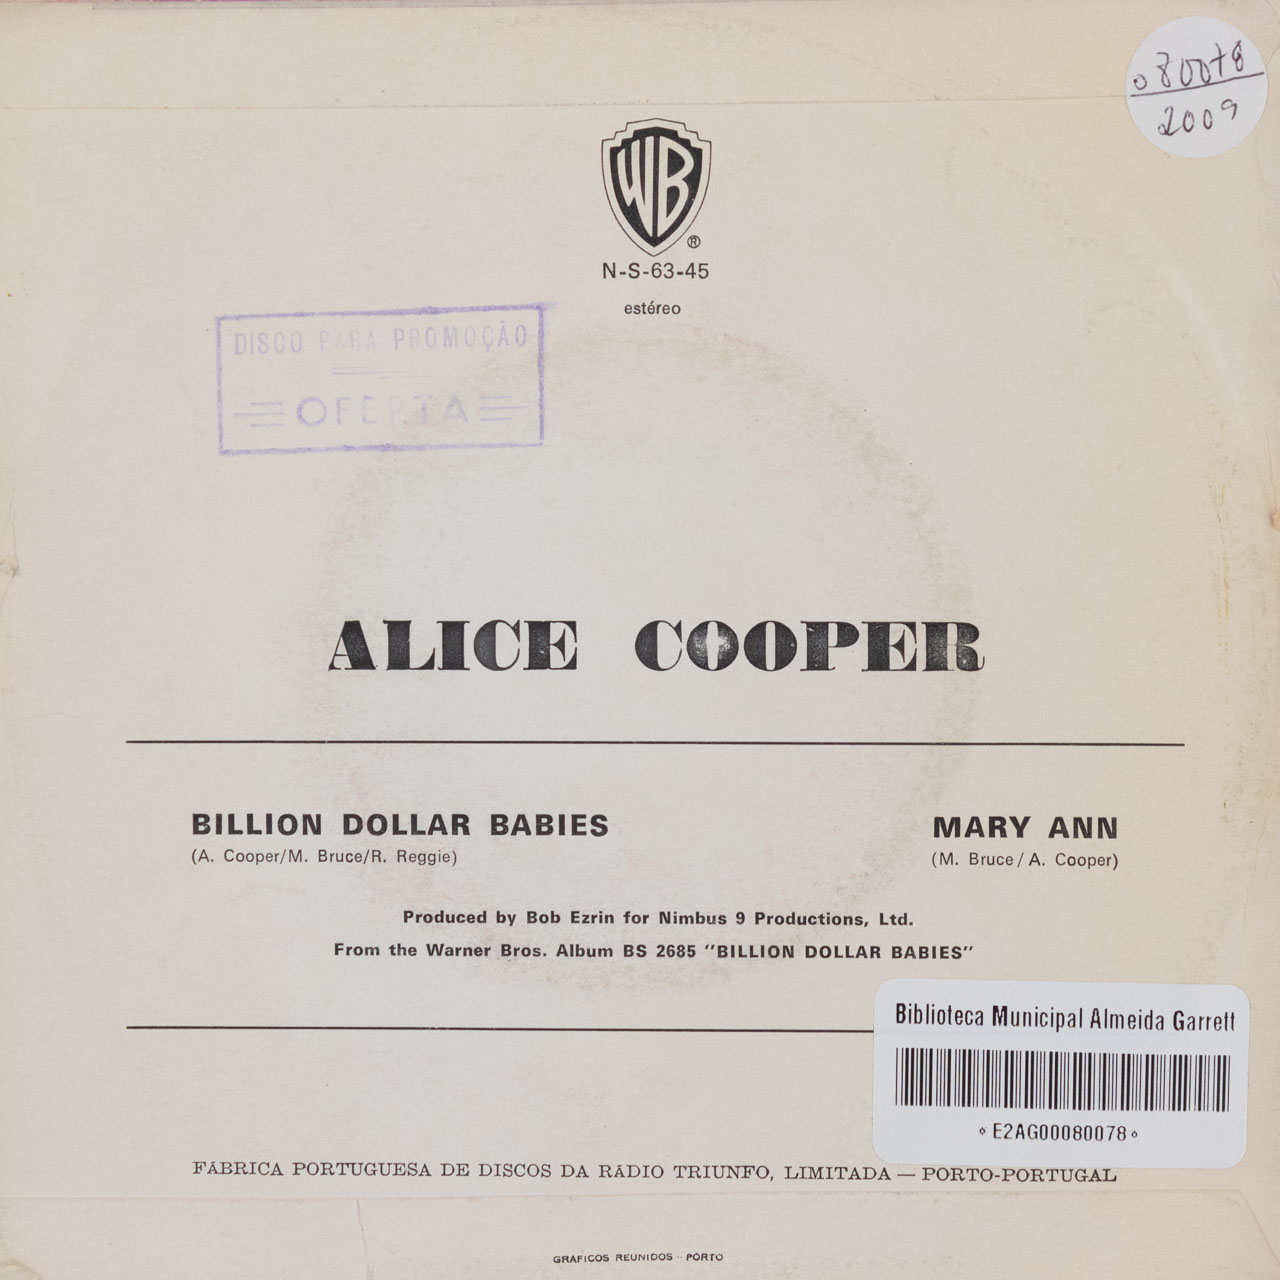 080078
2009
WB
®
N-S-63-45
estéreo
DISCO PARA PROMOÇÃO
OFERTA
ALICE COOPER
BILLION DOLLAR BABIES
(A. Cooper/M. Bruce/R. Reggie)
MARY ANN
(M. Bruce / A. Cooper)
Produced by Bob Ezrin for Nimbus 9 Productions, Ltd.
From the Warner Bros. Album BS 2685 "BILLION DOLLAR BABIES"
Biblioteca Municipal Almeida Garrett
E2AG00080078
FÁBRICA PORTUGUESA DE DISCOS DA RÁDIO TRIUNFO, LIMITADA — PORTO-PORTUGAL
GRÁFICOS REUNIDOS - PORTO